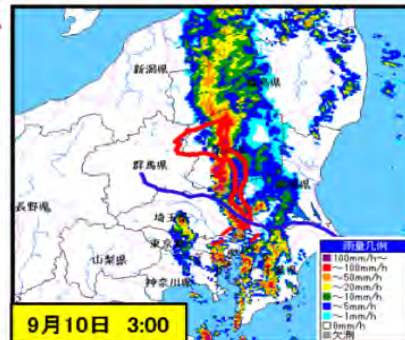 新潟県
群馬県
長野県
埼玉県
東京都
山梨県
神奈川県
雨量凡例
100mm/h～
～100mm/h
～50mm/h
～20mm/h
～10mm/h
～5mm/h
～1mm/h
0mm/h
欠測
9月10日 3:00